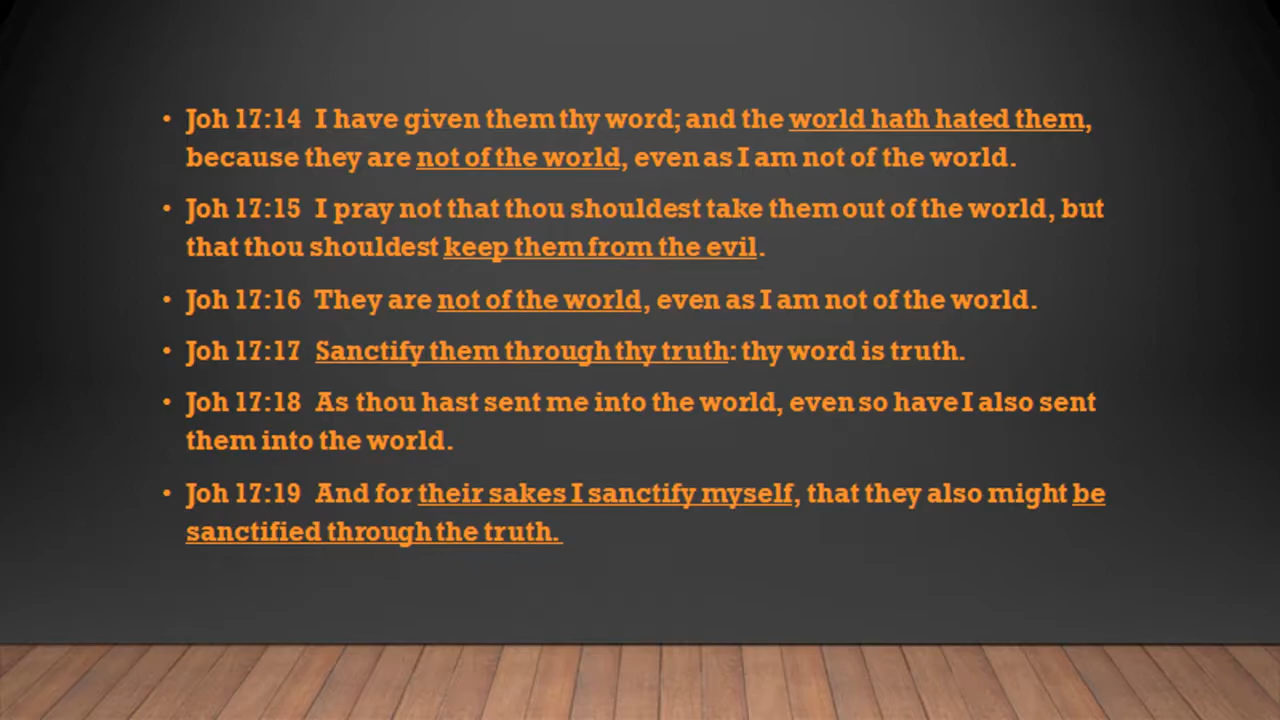 • Joh 17:14 I have given them thy word; and the world hath hated them,
because they are not of the world, even as I am not of the world.
• Joh 17:15 I pray not that thou shouldest take them out of the world, but
that thou shouldest keep them from the evil.
• Joh 17:16 They are not of the world, even as I am not of the world.
• Joh 17:17 Sanctify them through thy truth: thy word is truth.
• Joh 17:18 As thou hast sent me into the world, even so have I also sent
them into the world.
• Joh 17:19 And for their sakes I sanctify myself, that they also might be
sanctified through the truth.